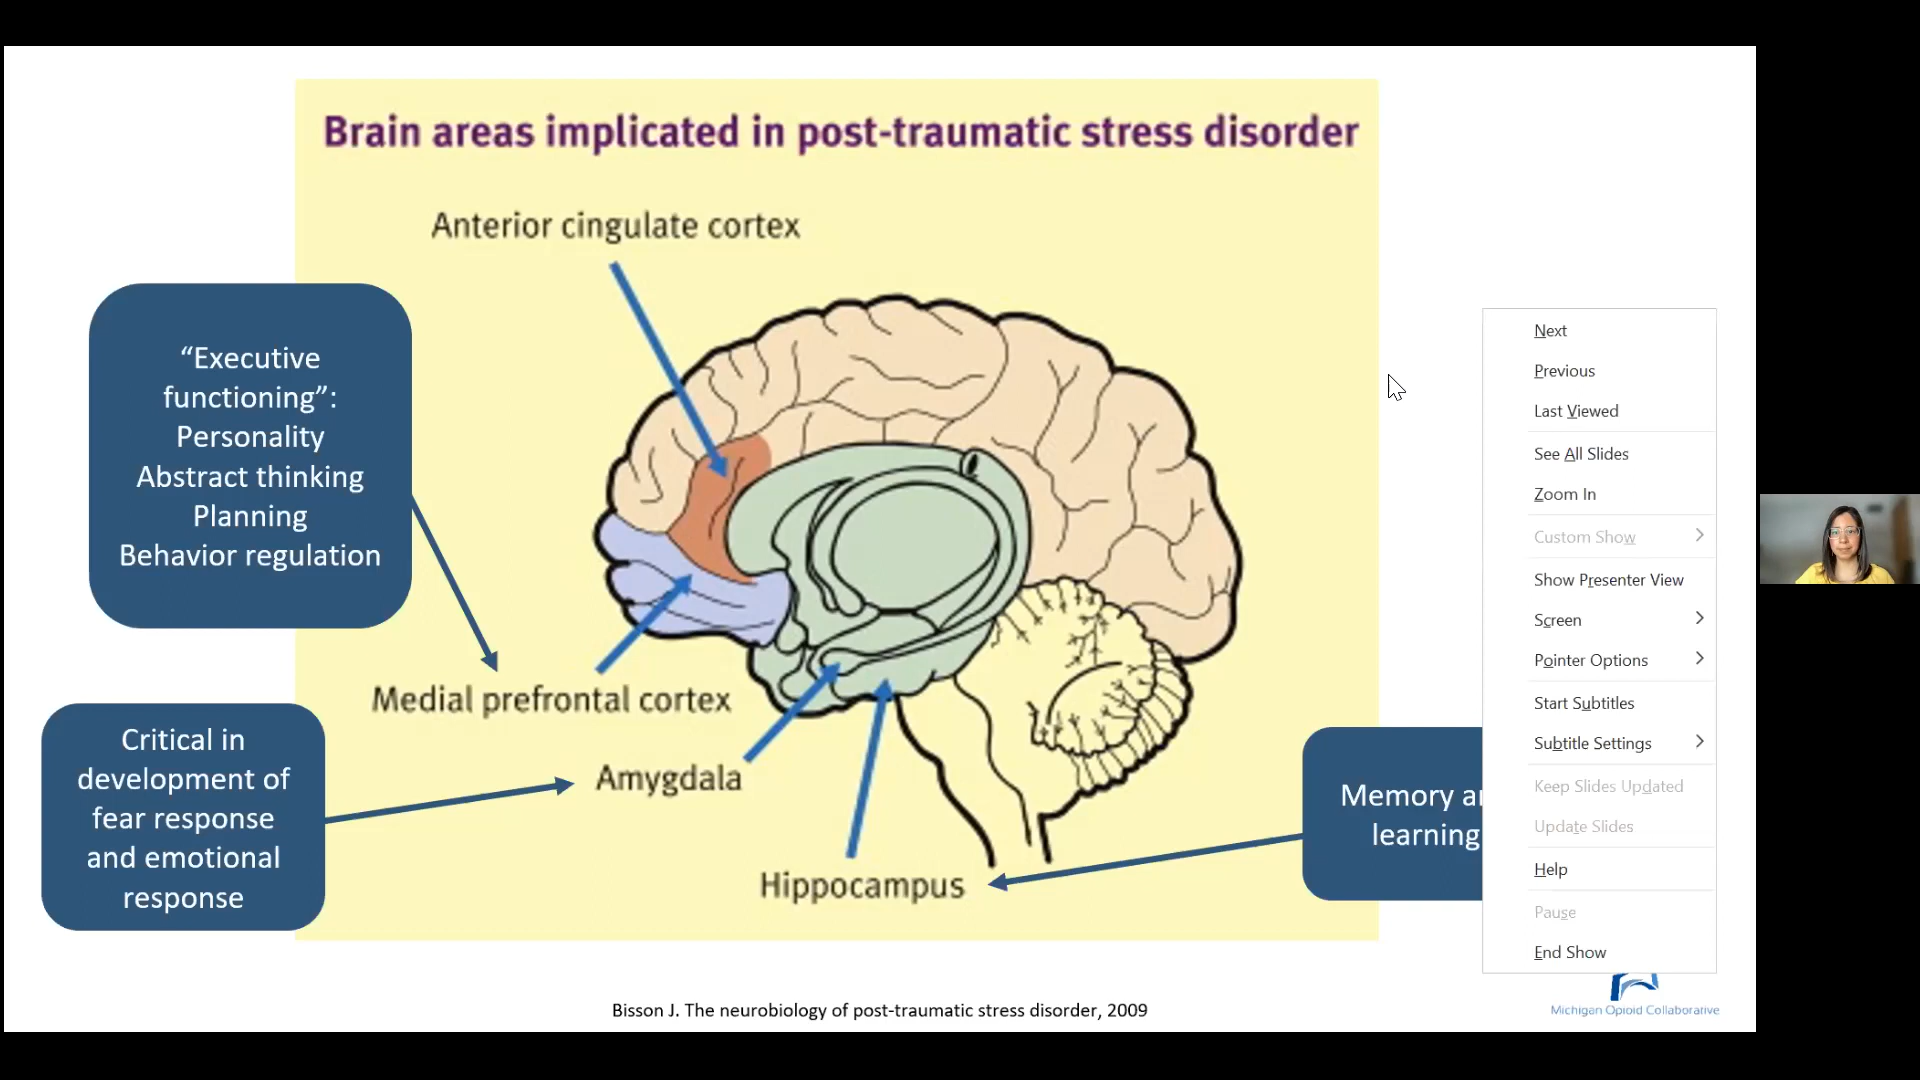 Brain areas implicated in post-traumatic stress disorder
Anterior cingulate cortex
“Executive
functioning”:
Personality
Abstract thinking
Planning
Behavior regulation
Medial prefrontal cortex
Critical in
development of
fear response
and emotional
response
Amygdala
Hippocampus
Memory
learning
Next
Previous
Last Viewed
See All Slides
Zoom In
Custom Show
Show Presenter View
Screen
Pointer Options
Start Subtitles
Subtitle Settings
Keep Slides Updated
Update Slides
Help
Pause
End Show
Bisson J. The neurobiology of post-traumatic stress disorder, 2009
Michigan Opioid Collaborative